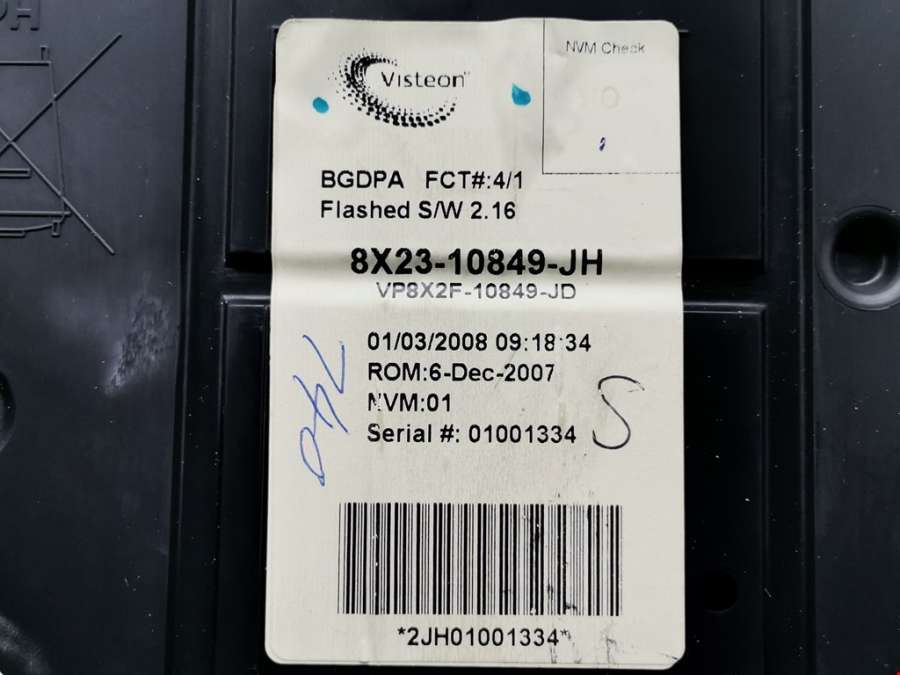 Visteon
NVM Check
BGDPA FCT#:4/1
Flashed S/W 2.16
8X23-10849-JH
VP8X2F-10849-JD
01/03/2008 09:18:34
ROM:6-Dec-2007
NVM:01
Serial #: 01001334
S
740
*2JH01001334*